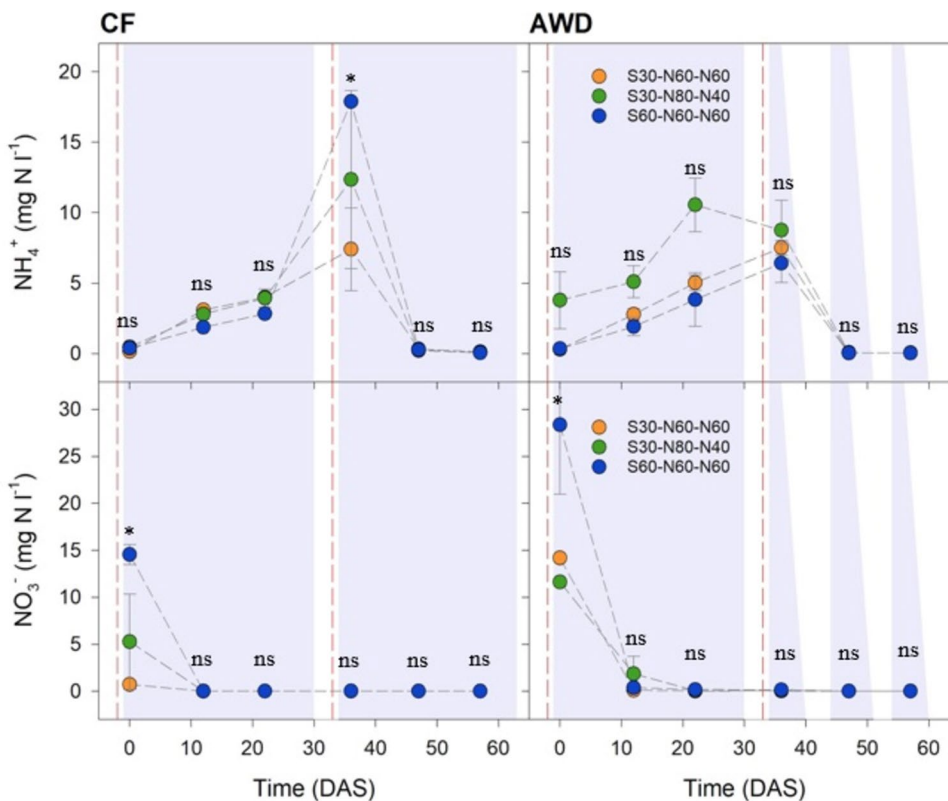 CF
AWD
20
15
10
5
0
NH₄⁺ (mg N l⁻¹)
ns
ns
ns
*
ns
ns
S30-N60-N60
S30-N80-N40
S60-N60-N60
ns
ns
ns
ns
ns
ns
30
25
20
15
10
5
0
NO₃⁻ (mg N l⁻¹)
*
ns
ns
ns
ns
ns
S30-N60-N60
S30-N80-N40
S60-N60-N60
*
ns
ns
ns
ns
ns
0 10 20 30 40 50 60
0 10 20 30 40 50 60
Time (DAS)
Time (DAS)